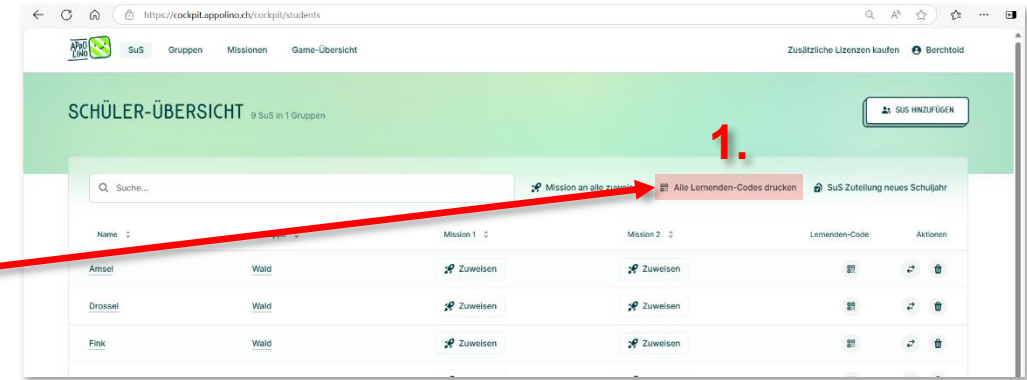 https://cockpit.appolino.ch/cockpit/students
APPOLINO
SuS Gruppen Missionen Game-Übersicht
Zusätzliche Lizenzen kaufen Berchtold
SCHÜLER-ÜBERSICHT 9 SuS in 1 Gruppen
SUS HINZUFÜGEN
1.
Suche...
Mission an alle Alle Lernenden-Codes drucken SuS Zuteilung neues Schuljahr
Name Mission 1 Mission 2 Lernenden-Code Aktionen
Amsel Wald Zuweisen Zuweisen
Drossel Wald Zuweisen Zuweisen
Fink Wald Zuweisen Zuweisen